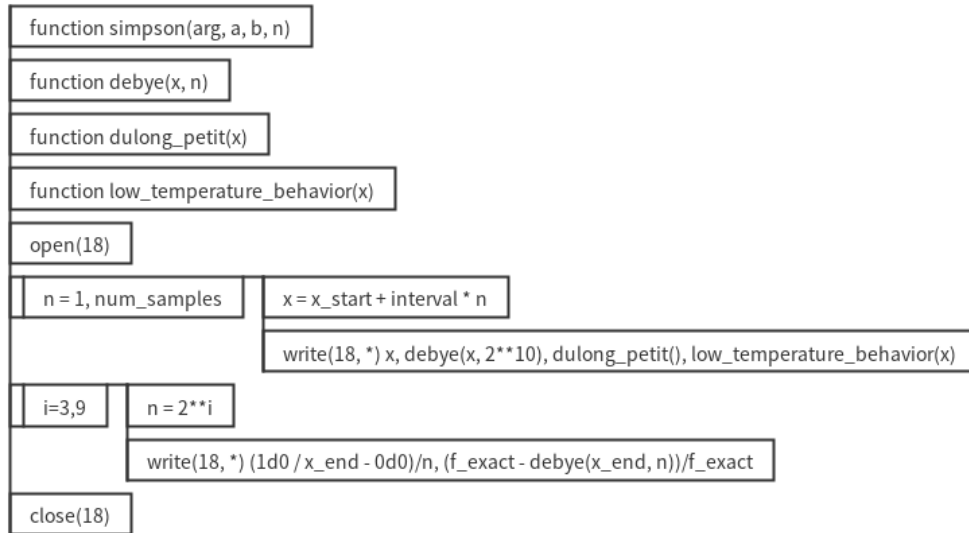 function simpson(arg, a, b, n)
function debye(x, n)
function dulong_petit(x)
function low_temperature_behavior(x)
open(18)
n = 1, num_samples
x = x_start + interval * n
write(18, *) x, debye(x, 2**10), dulong_petit(), low_temperature_behavior(x)
i=3,9
n = 2**i
write(18, *) (1d0 / x_end - 0d0)/n, (f_exact - debye(x_end, n))/f_exact
close(18)